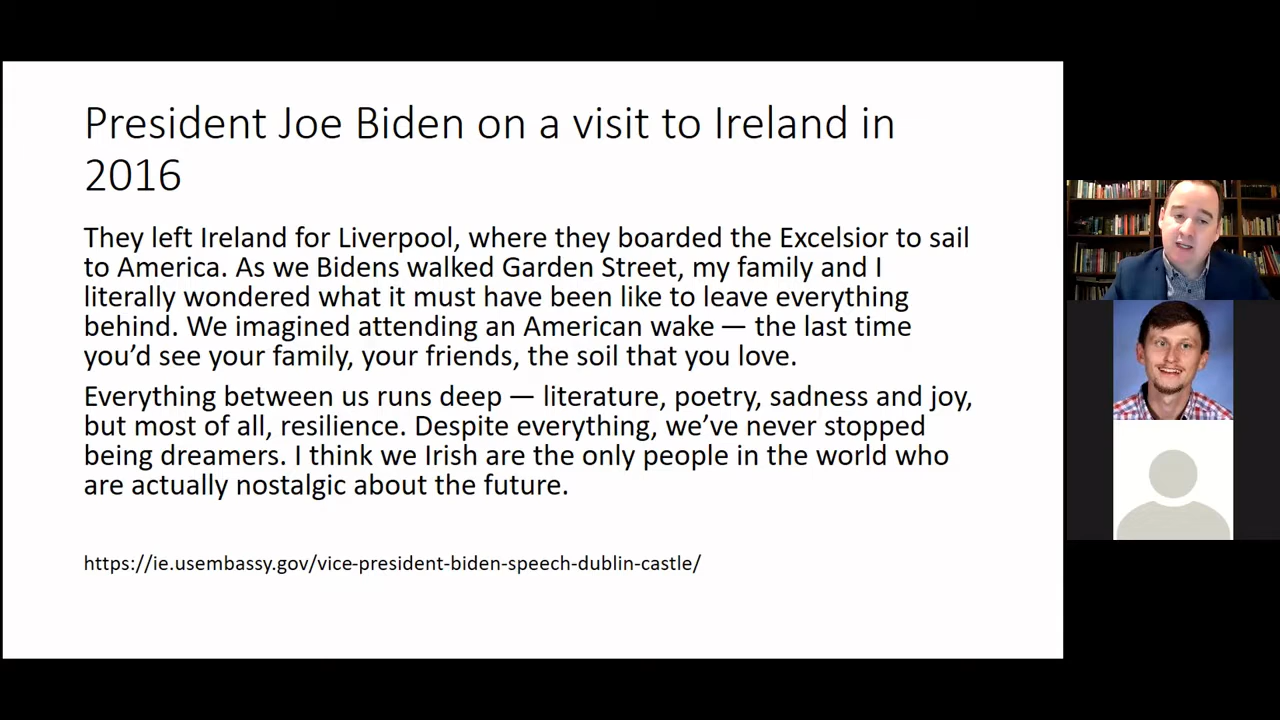 President Joe Biden on a visit to Ireland in
2016
They left Ireland for Liverpool, where they boarded the Excelsior to sail
to America. As we Bidens walked Garden Street, my family and I
literally wondered what it must have been like to leave everything
behind. We imagined attending an American wake — the last time
you’d see your family, your friends, the soil that you love.
Everything between us runs deep — literature, poetry, sadness and joy,
but most of all, resilience. Despite everything, we’ve never stopped
being dreamers. I think we Irish are the only people in the world who
are actually nostalgic about the future.
https://ie.usembassy.gov/vice-president-biden-speech-dublin-castle/